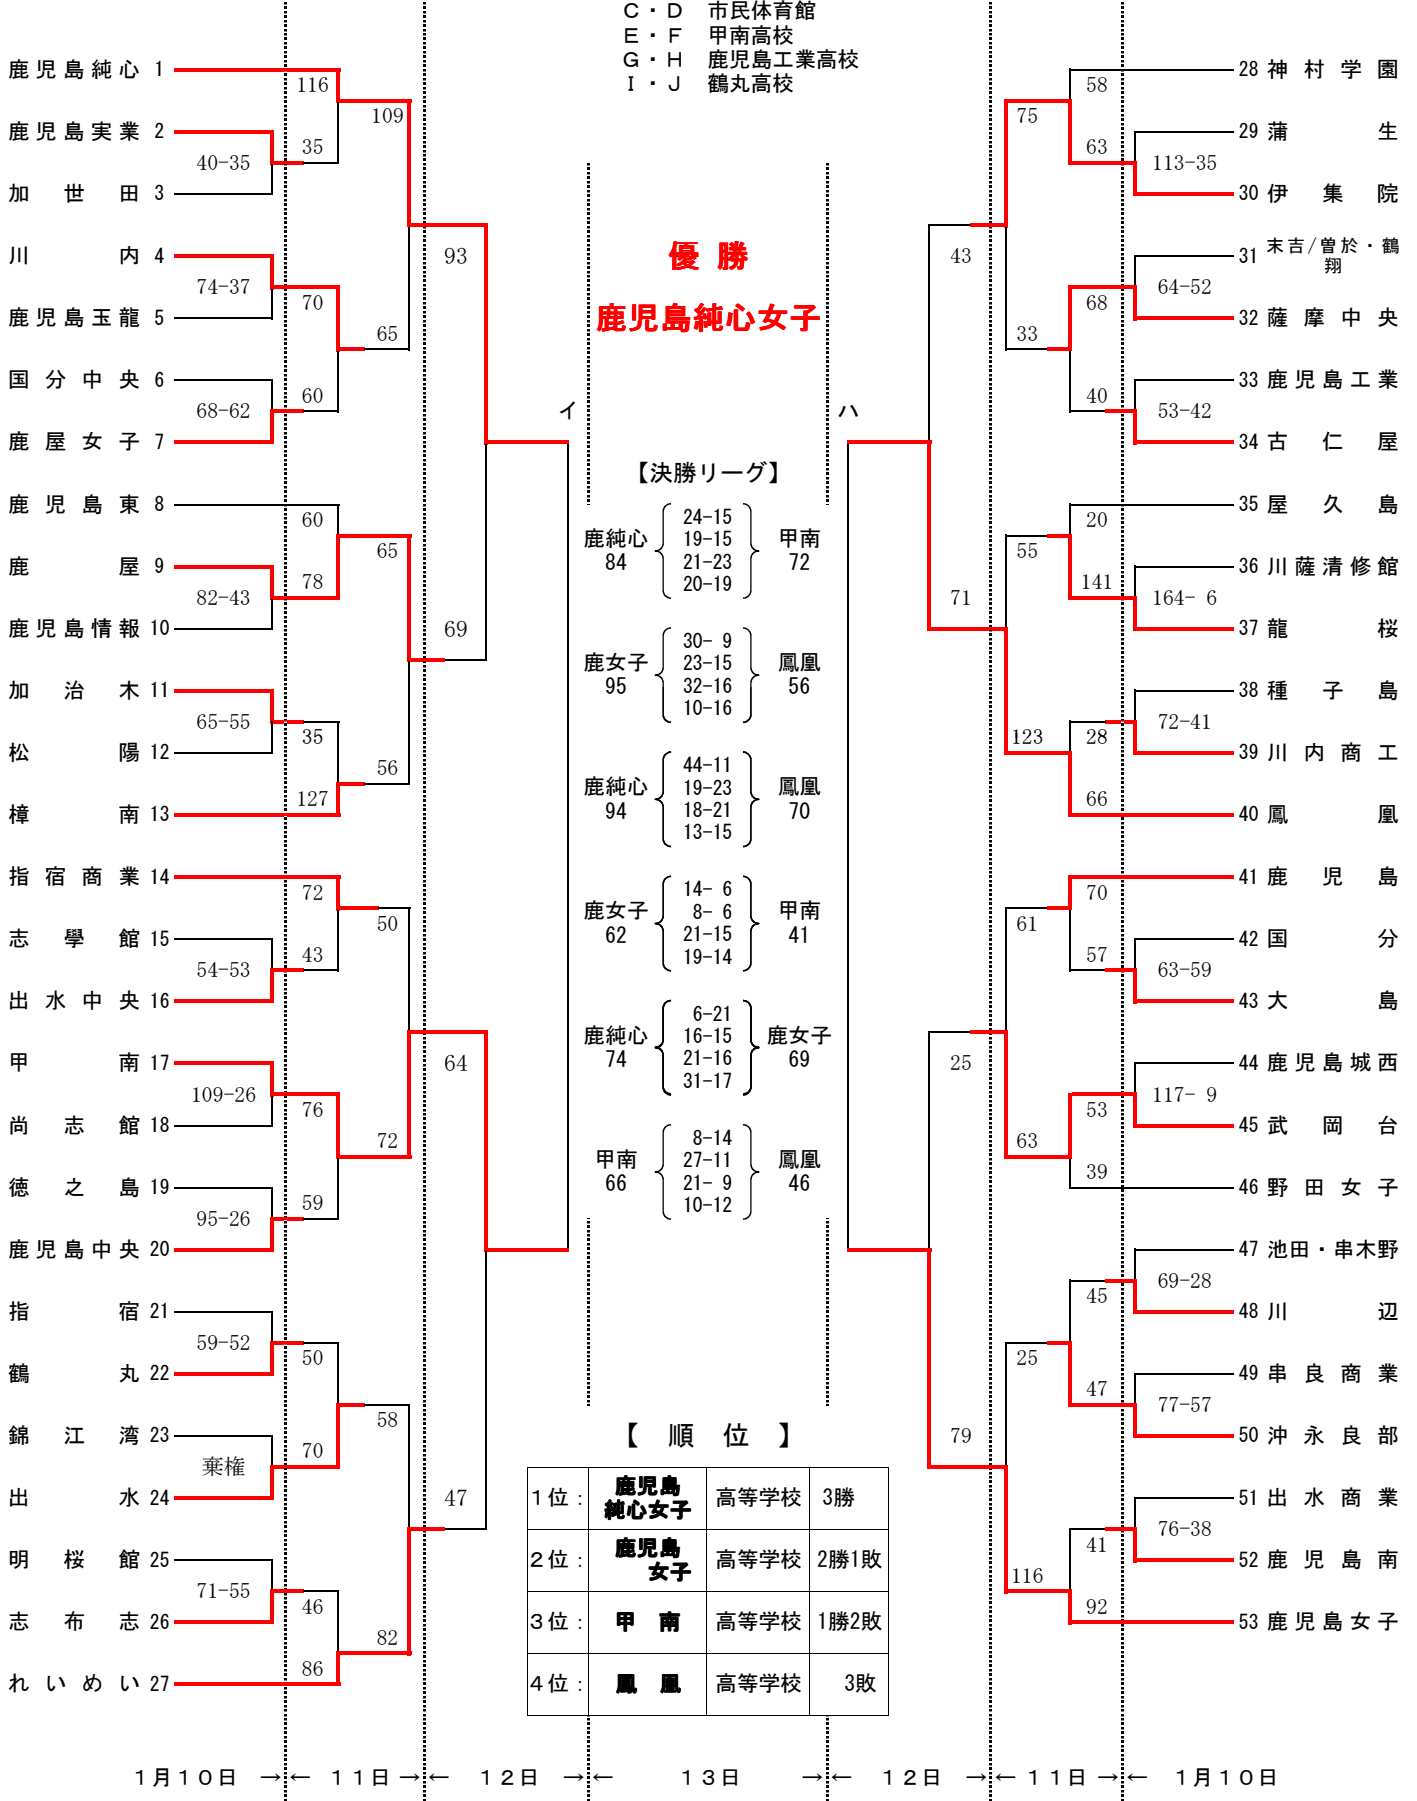 C・D 市民体育館
E・F 甲南高校
G・H 鹿児島工業高校
I・J 鶴丸高校
鹿児島純心 1
116
109
鹿児島実業 2
40-35
35
加世田 3
川内 4
74-37
70
93
鹿児島玉龍 5
65
国分中央 6
68-62
60
鹿屋女子 7
鹿児島東 8
60
65
鹿屋 9
82-43
78
鹿児島情報 10
69
加治木 11
65-55
35
松陽 12
56
127
樟南 13
指宿商業 14
72
50
志學館 15
54-53
43
出水中央 16
甲南 17
109-26
76
64
尚志館 18
72
徳之島 19
95-26
59
鹿児島中央 20
指宿 21
59-52
50
鶴丸 22
58
錦江湾 23
棄権
70
出水 24
47
明桜館 25
71-55
46
志布志 26
82
86
れいめい 27
優勝
鹿児島純心女子
イ
ハ
【決勝リーグ】
鹿純心 84
24-15
19-15
21-23
20-19
甲南 72
鹿女子 95
30- 9
23-15
32-16
10-16
鳳凰 56
鹿純心 94
44-11
19-23
18-21
13-15
鳳凰 70
鹿女子 62
14- 6
8- 6
21-15
19-14
甲南 41
鹿純心 74
6-21
16-15
21-16
31-17
鹿女子 69
甲南 66
8-14
27-11
21- 9
10-12
鳳凰 46
【 順 位 】
1位: 鹿児島純心女子 高等学校 3勝
2位: 鹿児島女子 高等学校 2勝1敗
3位: 甲南 高等学校 1勝2敗
4位: 鳳凰 高等学校 3敗
28 神村学園
58
75
29 蒲生
113-35
63
30 伊集院
43
31 末吉/曽於・鶴翔
64-52
68
32 薩摩中央
33
33 鹿児島工業
53-42
40
34 古仁屋
35 屋久島
20
55
36 川薩清修館
164- 6
141
37 龍桜
71
38 種子島
72-41
28
39 川内商工
123
66
40 鳳凰
41 鹿児島
70
61
42 国分
63-59
57
43 大島
25
44 鹿児島城西
117- 9
53
45 武岡台
63
39
46 野田女子
47 池田・串木野
69-28
45
48 川辺
25
49 串良商業
77-57
47
50 沖永良部
79
51 出水商業
76-38
41
52 鹿児島南
116
92
53 鹿児島女子
1月10日 →← 11日 →← 12日 →← 13日 →← 12日 →← 11日 →← 1月10日